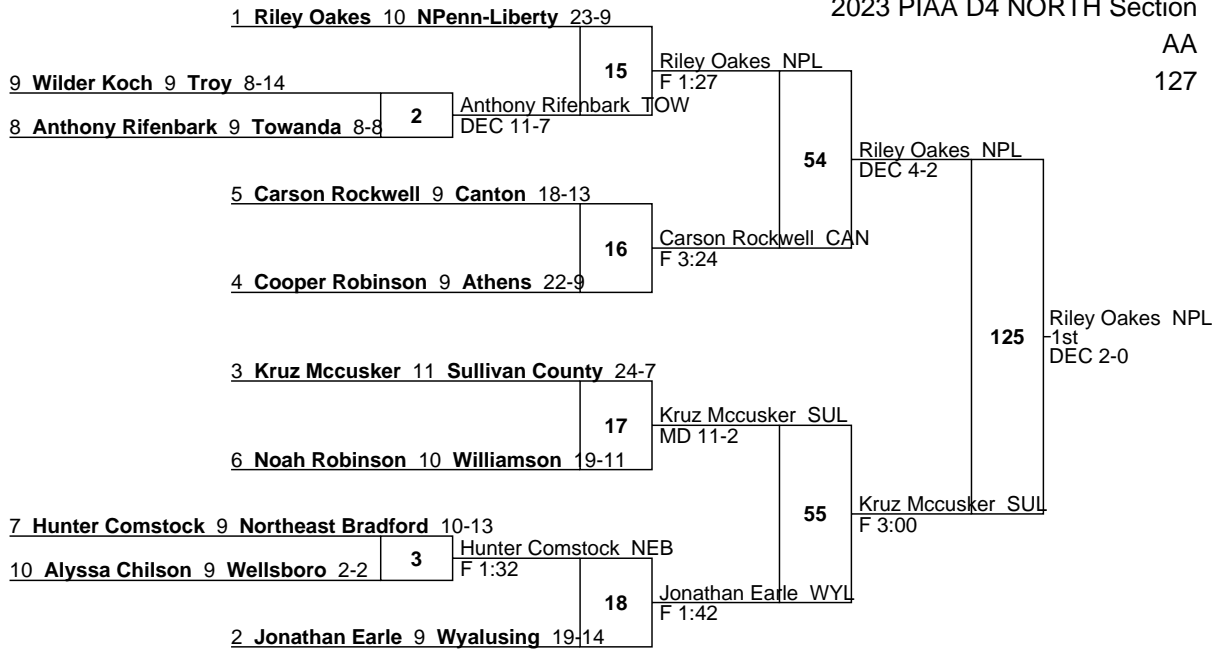 2023 PIAA D4 NORTH Section
AA
127
1 Riley Oakes 10 NPenn-Liberty 23-9
15
Riley Oakes NPL
F 1:27
9 Wilder Koch 9 Troy 8-14
2
Anthony Rifenbark TOW
DEC 11-7
8 Anthony Rifenbark 9 Towanda 8-8
54
Riley Oakes NPL
DEC 4-2
5 Carson Rockwell 9 Canton 18-13
16
Carson Rockwell CAN
F 3:24
4 Cooper Robinson 9 Athens 22-9
125
Riley Oakes NPL
1st
DEC 2-0
3 Kruz Mccusker 11 Sullivan County 24-7
17
Kruz Mccusker SUL
MD 11-2
6 Noah Robinson 10 Williamson 19-11
55
Kruz Mccusker SUL
F 3:00
7 Hunter Comstock 9 Northeast Bradford 10-13
3
Hunter Comstock NEB
F 1:32
10 Alyssa Chilson 9 Wellsboro 2-2
18
Jonathan Earle WYL
F 1:42
2 Jonathan Earle 9 Wyalusing 19-14